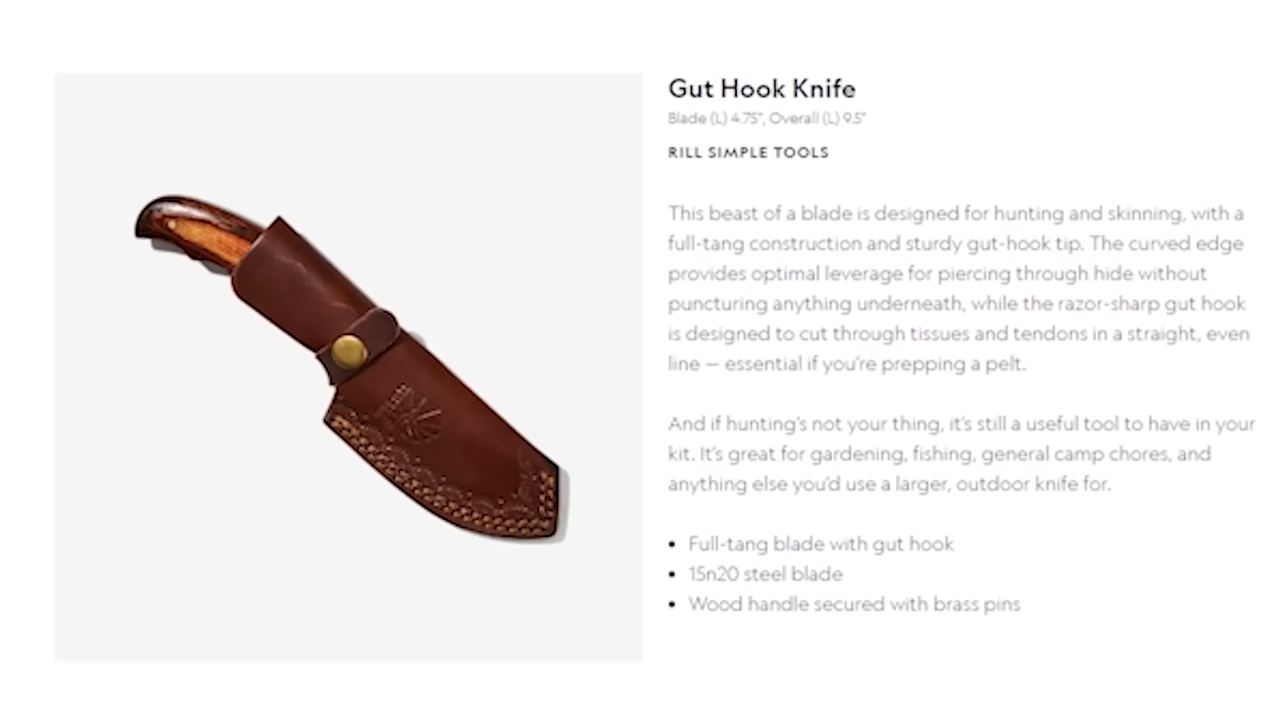 Gut Hook Knife
Blade (L) 4.75", Overall (L) 9.5"
RILL SIMPLE TOOLS
This beast of a blade is designed for hunting and skinning, with a
full-tang construction and sturdy gut-hook tip. The curved edge
provides optimal leverage for piercing through hide without
puncturing anything underneath, while the razor-sharp gut hook
is designed to cut through tissues and tendons in a straight, even
line — essential if you're prepping a pelt.
And if hunting's not your thing, it's still a useful tool to have in your
kit. It's great for gardening, fishing, general camp chores, and
anything else you'd use a larger, outdoor knife for.
• Full-tang blade with gut hook
• 15n20 steel blade
• Wood handle secured with brass pins